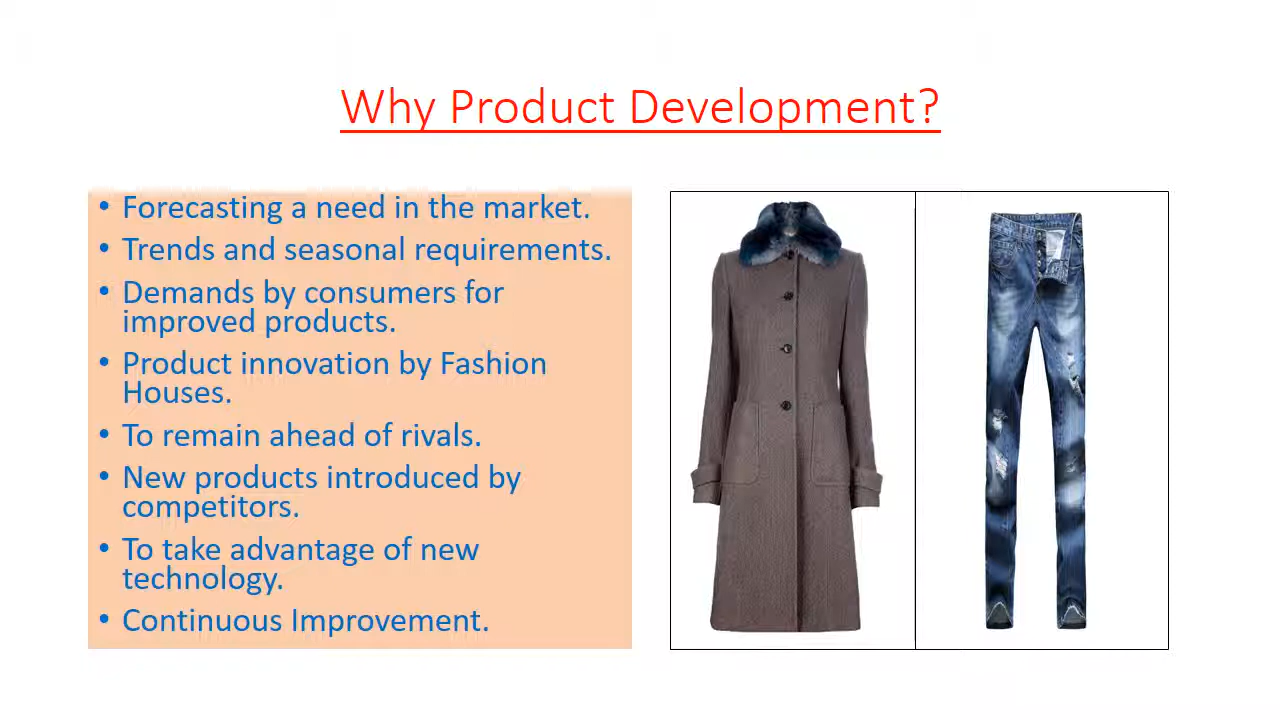 Why Product Development?
• Forecasting a need in the market.
• Trends and seasonal requirements.
• Demands by consumers for
improved products.
• Product innovation by Fashion
Houses.
• To remain ahead of rivals.
• New products introduced by
competitors.
• To take advantage of new
technology.
• Continuous Improvement.